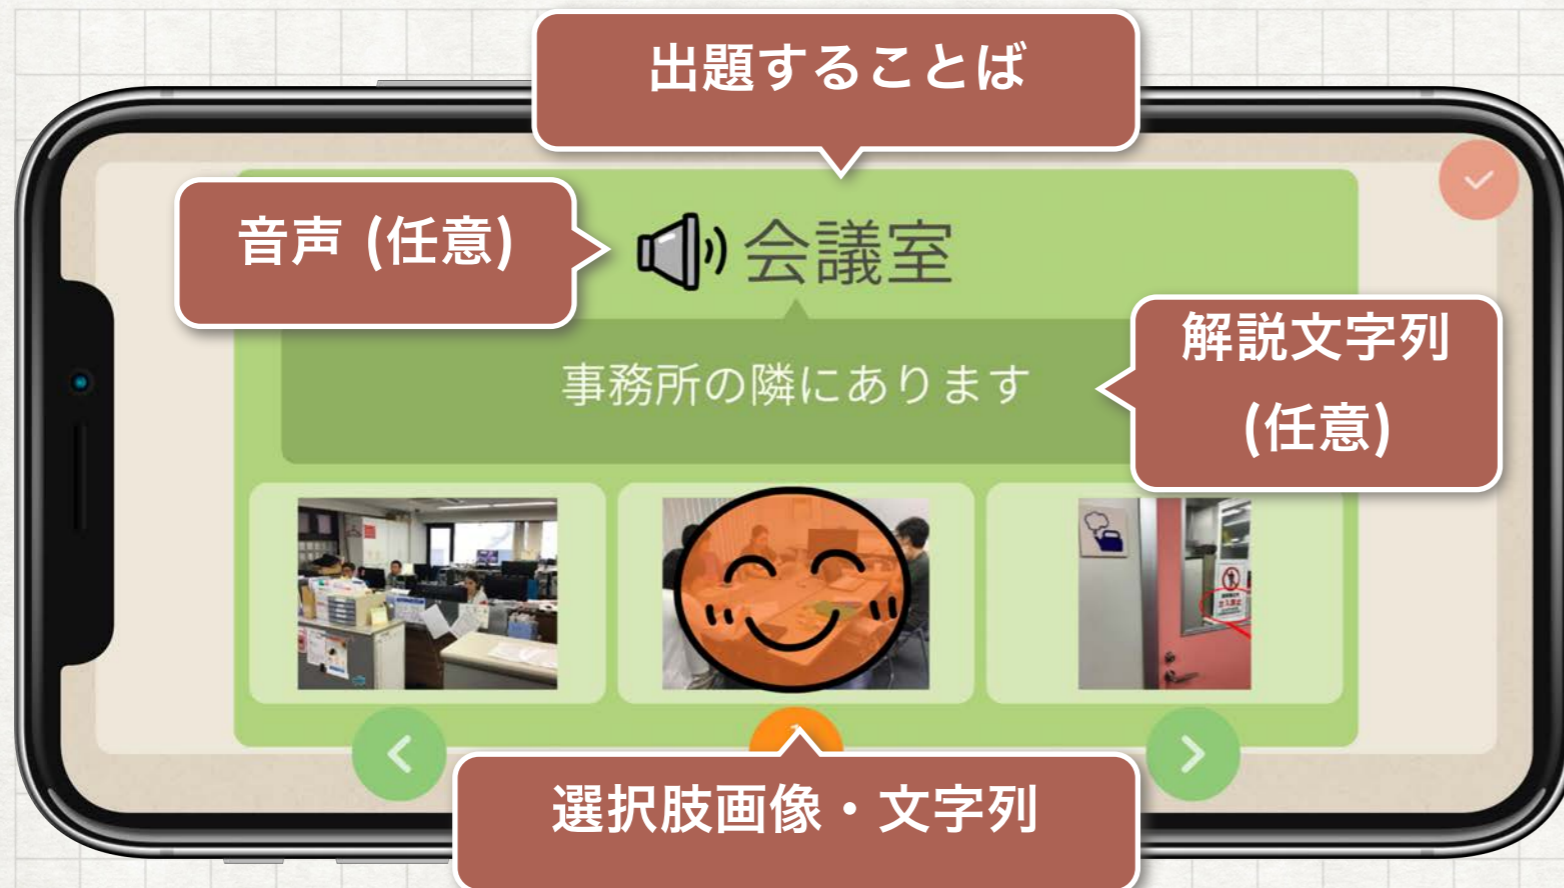 出題することば
音声 (任意)
会議室
解説文字列
(任意)
事務所の隣にあります
選択肢画像・文字列